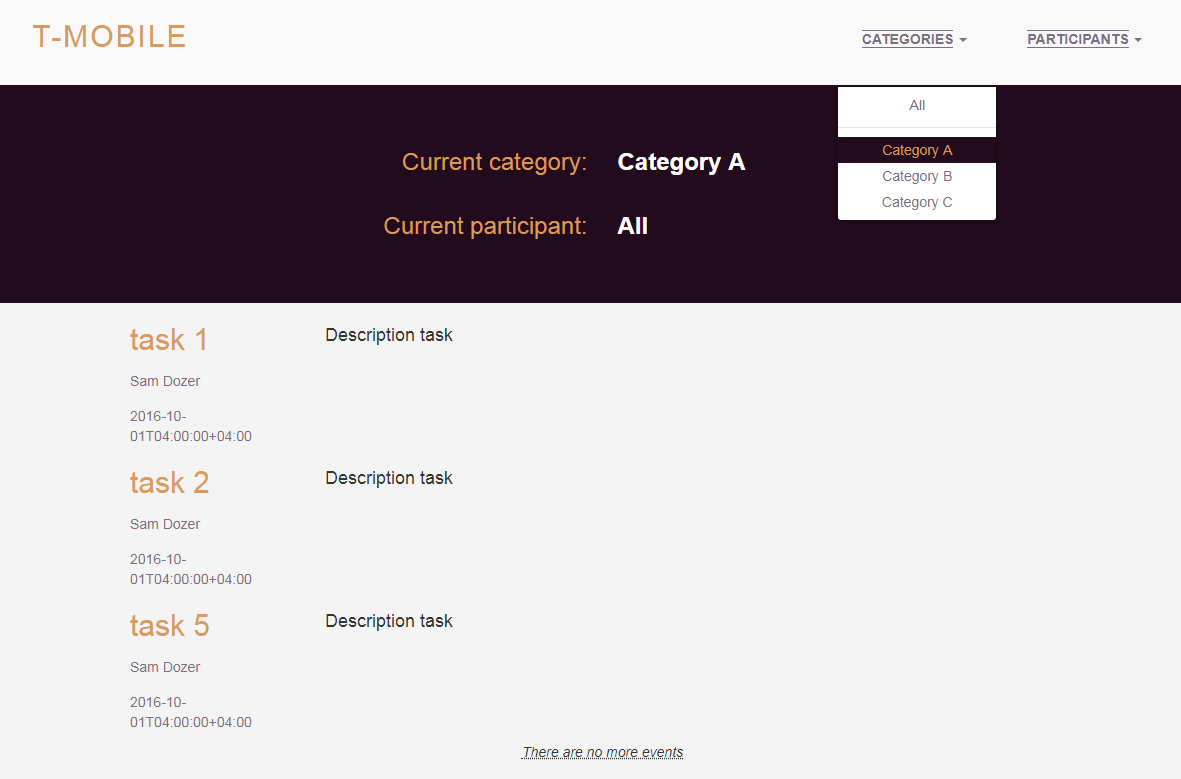 T-MOBILE
CATEGORIES
PARTICIPANTS
All
Category A
Category B
Category C
Current category: Category A
Current participant: All
task 1
Description task
Sam Dozer
2016-10-
01T04:00:00+04:00
task 2
Description task
Sam Dozer
2016-10-
01T04:00:00+04:00
task 5
Description task
Sam Dozer
2016-10-
01T04:00:00+04:00
There are no more events